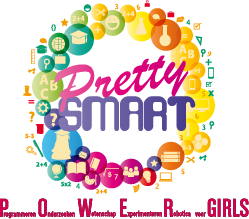 Pretty
SMART
Programmeren Onderzoeken Wetenschap Experimenteren Robotica voor GIRLS